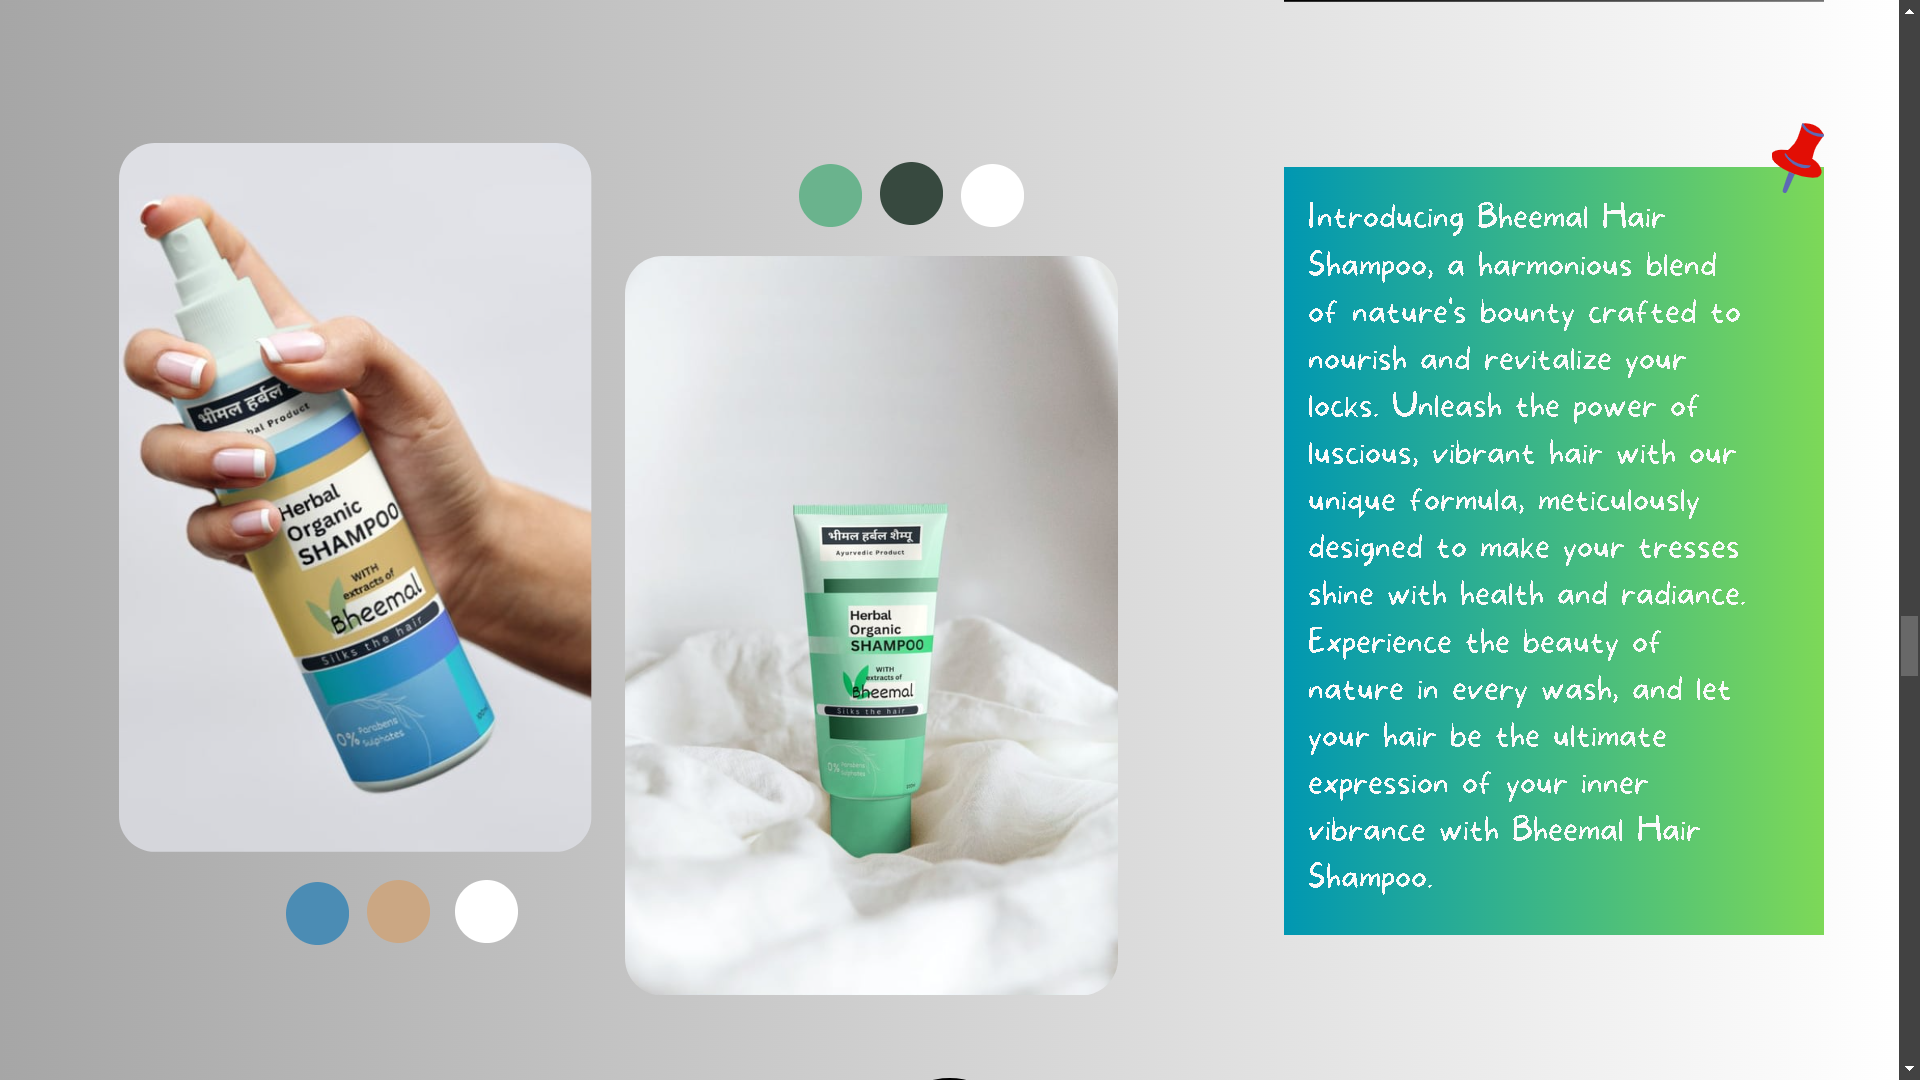 भीमल हर्बल
bal Product
Herbal
Organic
SHAMPOO
WITH
extracts of
Bheemal
Silks the hair
0% Parabens
Sulphates
भीमल हर्बल शैम्पू
Ayurvedic Product
Herbal
Organic
SHAMPOO
WITH
extracts of
Bheemal
Silks the hair
0% Parabens
Sulphates
Introducing Bheemal Hair
Shampoo, a harmonious blend
of nature's bounty crafted to
nourish and revitalize your
locks. Unleash the power of
luscious, vibrant hair with our
unique formula, meticulously
designed to make your tresses
shine with health and radiance.
Experience the beauty of
nature in every wash, and let
your hair be the ultimate
expression of your inner
vibrance with Bheemal Hair
Shampoo.